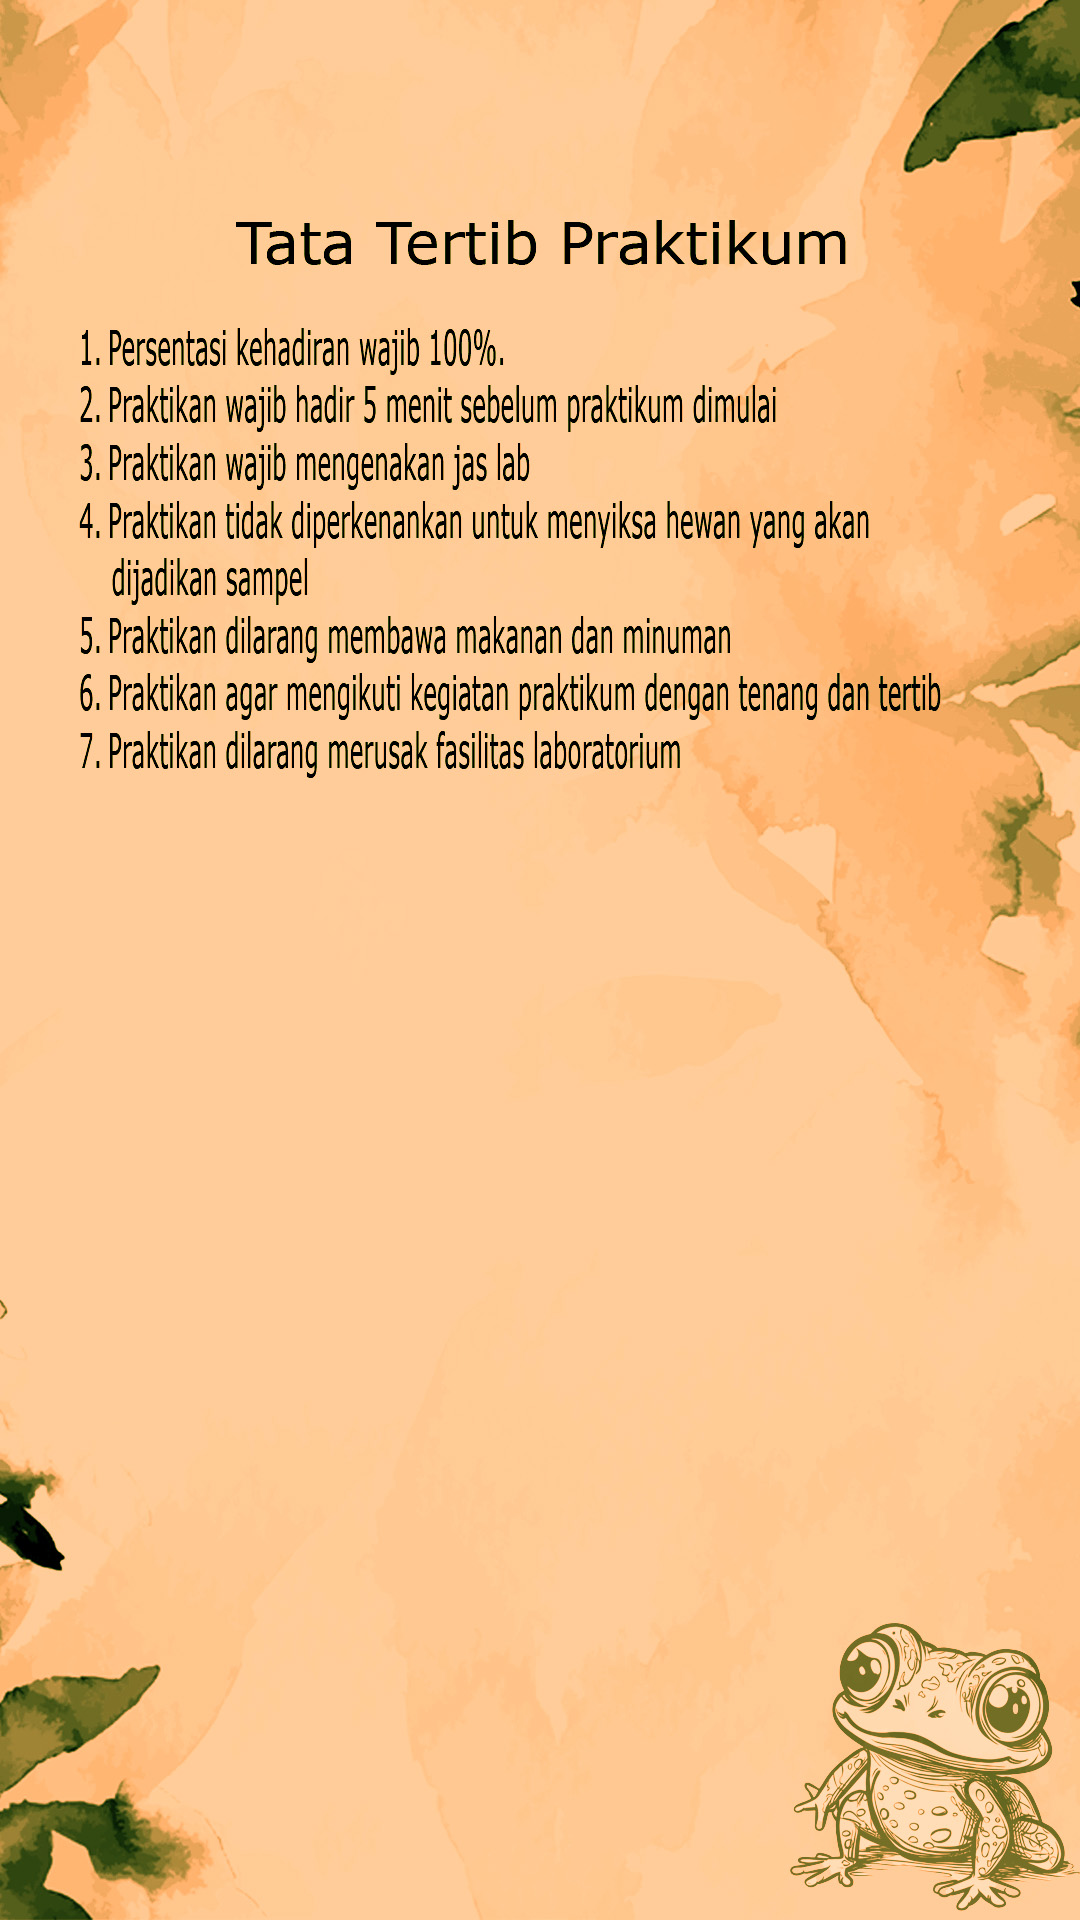 Tata Tertib Praktikum
1. Persentasi kehadiran wajib 100%.
2. Praktikan wajib hadir 5 menit sebelum praktikum dimulai
3. Praktikan wajib mengenakan jas lab
4. Praktikan tidak diperkenankan untuk menyiksa hewan yang akan
dijadikan sampel
5. Praktikan dilarang membawa makanan dan minuman
6. Praktikan agar mengikuti kegiatan praktikum dengan tenang dan tertib
7. Praktikan dilarang merusak fasilitas laboratorium